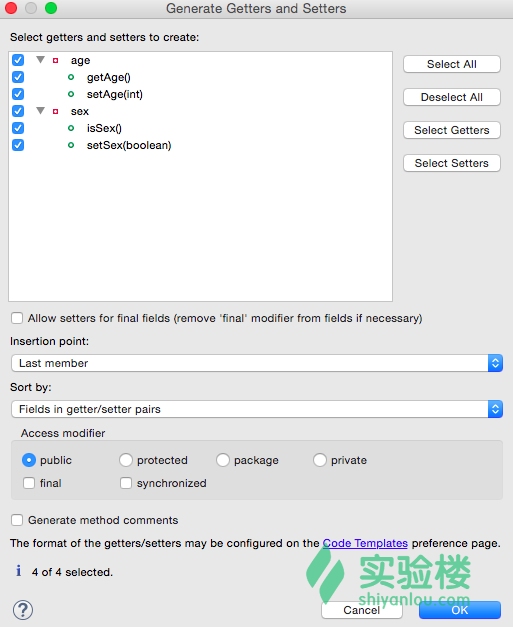 Generate Getters and Setters
Select getters and setters to create:
age
getAge()
setAge(int)
sex
isSex()
setSex(boolean)
Select All
Deselect All
Select Getters
Select Setters
Allow setters for final fields (remove 'final' modifier from fields if necessary)
Insertion point:
Last member
Sort by:
Fields in getter/setter pairs
Access modifier
public protected package private
final synchronized
Generate method comments
The format of the getters/setters may be configured on the Code Templates preference page.
i 4 of 4 selected.
实验楼
shiyanlou.com
? Cancel OK